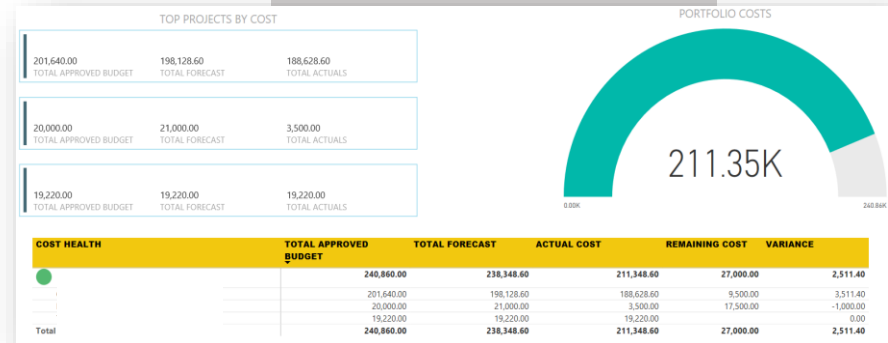 TOP PROJECTS BY COST
PORTFOLIO COSTS
201,640.00 198,128.60 188,628.60
TOTAL APPROVED BUDGET TOTAL FORECAST TOTAL ACTUALS
20,000.00 21,000.00 3,500.00
TOTAL APPROVED BUDGET TOTAL FORECAST TOTAL ACTUALS
19,220.00 19,220.00 19,220.00
TOTAL APPROVED BUDGET TOTAL FORECAST TOTAL ACTUALS
211.35K
0.00K 240.86K
COST HEALTH TOTAL APPROVED BUDGET TOTAL FORECAST ACTUAL COST REMAINING COST VARIANCE
240,860.00 238,348.60 211,348.60 27,000.00 2,511.40
201,640.00 198,128.60 188,628.60 9,500.00 3,511.40
20,000.00 21,000.00 3,500.00 17,500.00 -1,000.00
19,220.00 19,220.00 19,220.00 0.00
Total 240,860.00 238,348.60 211,348.60 27,000.00 2,511.40